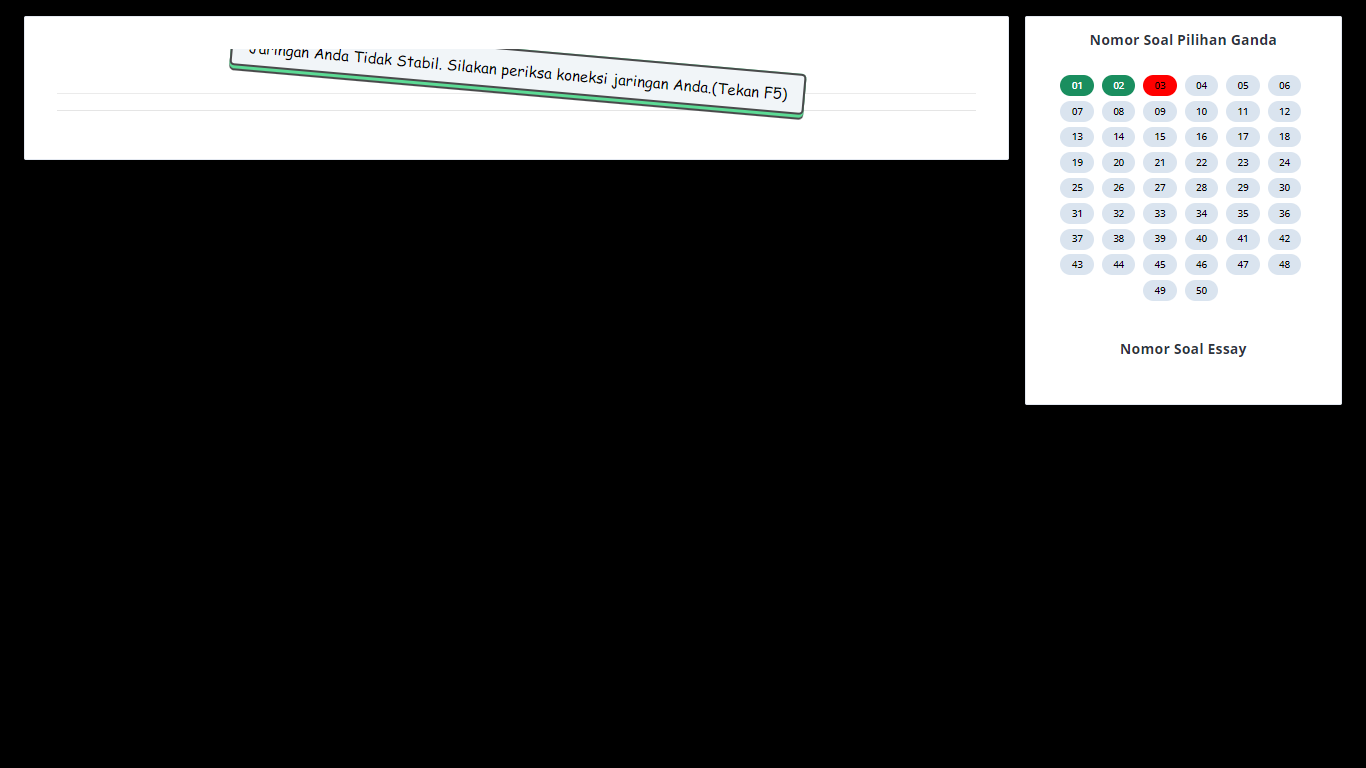 Jaringan Anda Tidak Stabil. Silakan periksa koneksi jaringan Anda.(Tekan F5)
Nomor Soal Pilihan Ganda
01 02 03 04 05 06
07 08 09 10 11 12
13 14 15 16 17 18
19 20 21 22 23 24
25 26 27 28 29 30
31 32 33 34 35 36
37 38 39 40 41 42
43 44 45 46 47 48
49 50
Nomor Soal Essay